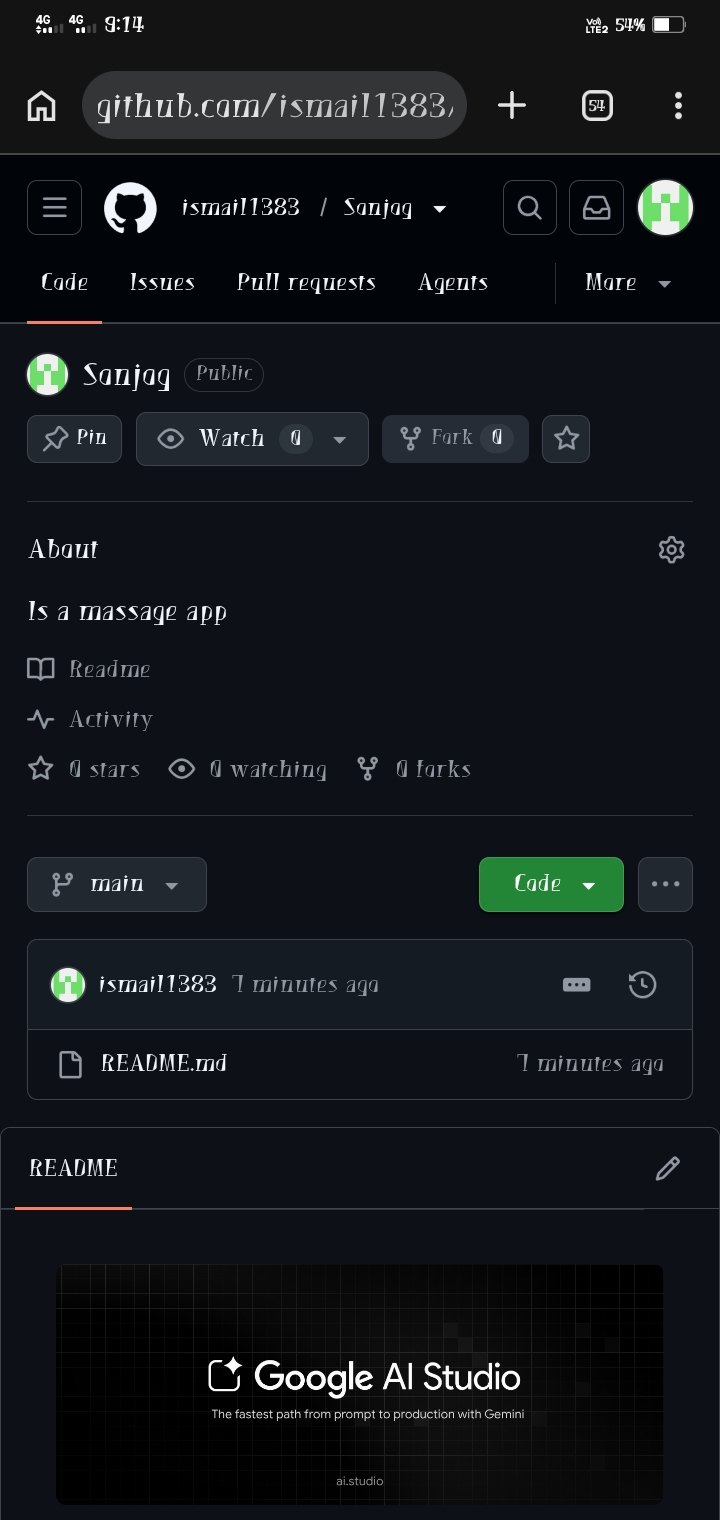 4G 4G 9:14 Vo) LTE2 54%
github.com/ismail1383/
54
ismail1383 / Sanjaq
Code Issues Pull requests Agents More
Sanjaq Public
Pin Watch 0 Fork 0
About
Is a massage app
Readme
Activity
0 stars 0 watching 0 forks
main Code
ismail1383 7 minutes ago
README.md 7 minutes ago
README
Google AI Studio
The fastest path from prompt to production with Gemini
ai.studio